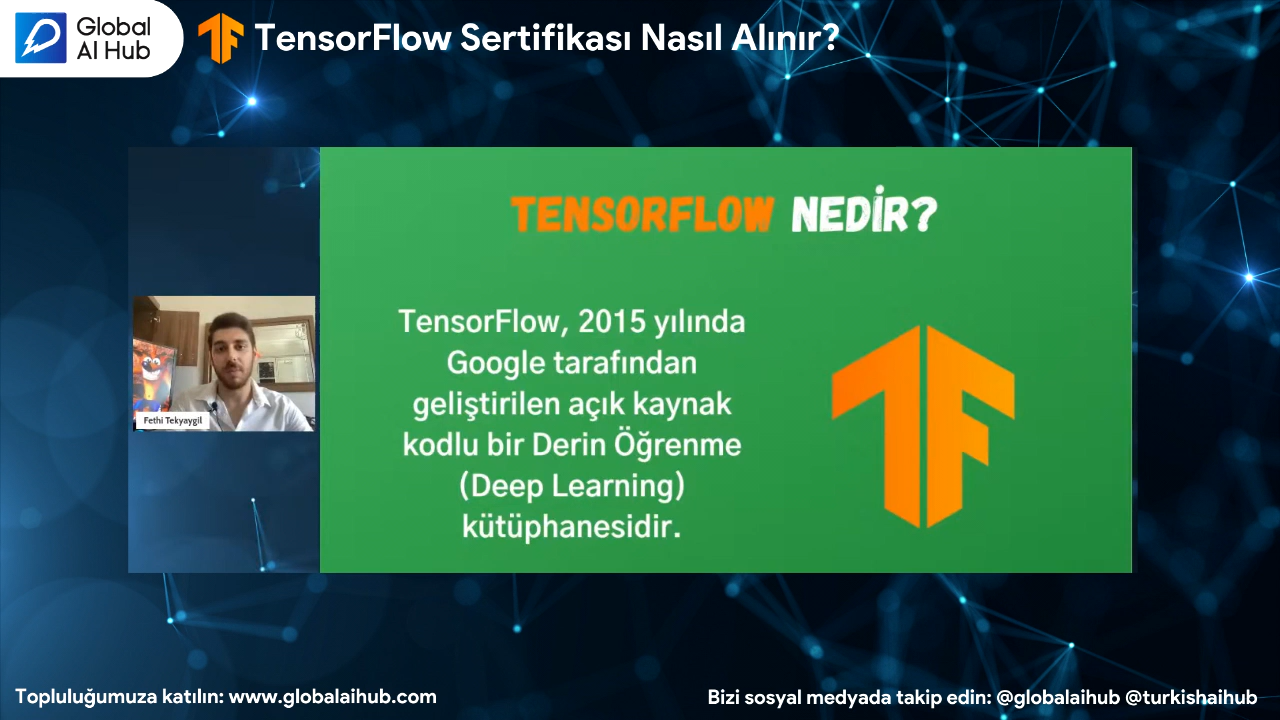 Global
AI Hub
TensorFlow Sertifikası Nasıl Alınır?
TENSORFLOW NEDİR?
TensorFlow, 2015 yılında
Google tarafından
geliştirilen açık kaynak
kodlu bir Derin Öğrenme
(Deep Learning)
kütüphanesidir.
Fethi Tekyaygil
Topluluğumuza katılın: www.globalaihub.com
Bizi sosyal medyada takip edin: @globalaihub @turkishaihub